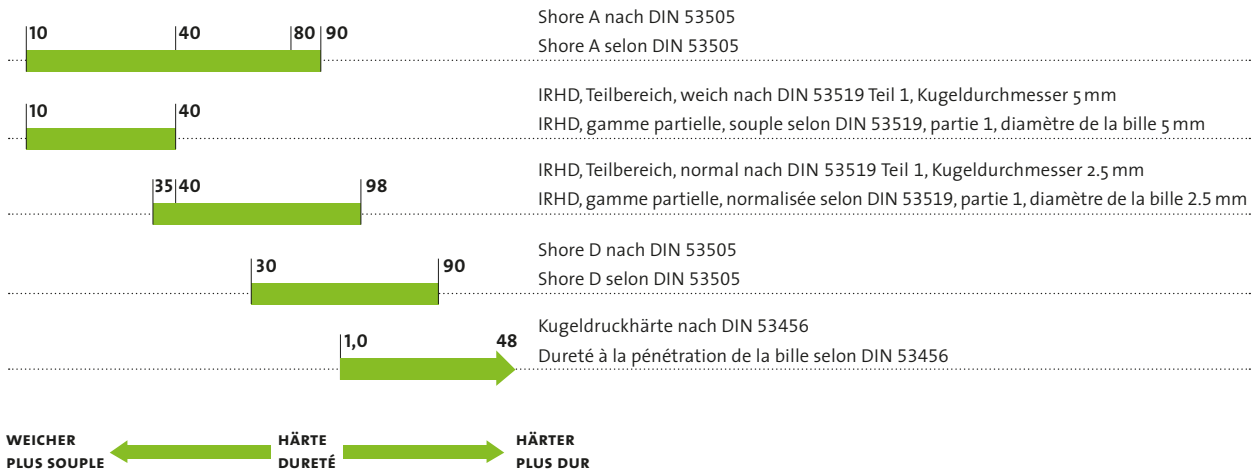 10 40 80 90
Shore A nach DIN 53505
Shore A selon DIN 53505
10 40
IRHD, Teilbereich, weich nach DIN 53519 Teil 1, Kugeldurchmesser 5 mm
IRHD, gamme partielle, souple selon DIN 53519, partie 1, diamètre de la bille 5 mm
35 40 98
IRHD, Teilbereich, normal nach DIN 53519 Teil 1, Kugeldurchmesser 2.5 mm
IRHD, gamme partielle, normalisée selon DIN 53519, partie 1, diamètre de la bille 2.5 mm
30 90
Shore D nach DIN 53505
Shore D selon DIN 53505
1,0 48
Kugeldruckhärte nach DIN 53456
Dureté à la pénétration de la bille selon DIN 53456
WEICHER HÄRTE HÄRTER
PLUS SOUPLE DURETÉ PLUS DUR